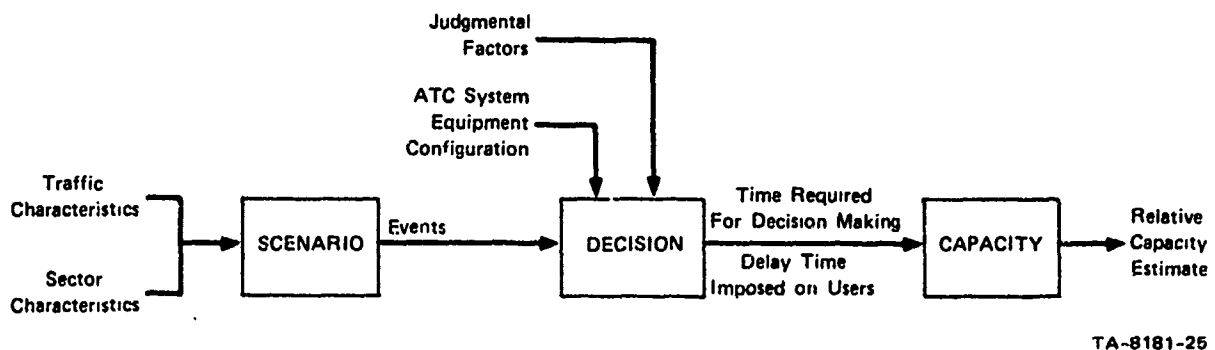 Judgmental
Factors
ATC System
Equipment
Configuration
Traffic
Characteristics
Sector
Characteristics
SCENARIO
Events
DECISION
Time Required
For Decision Making
Delay Time
Imposed on Users
CAPACITY
Relative
Capacity
Estimate
TA-8181-25